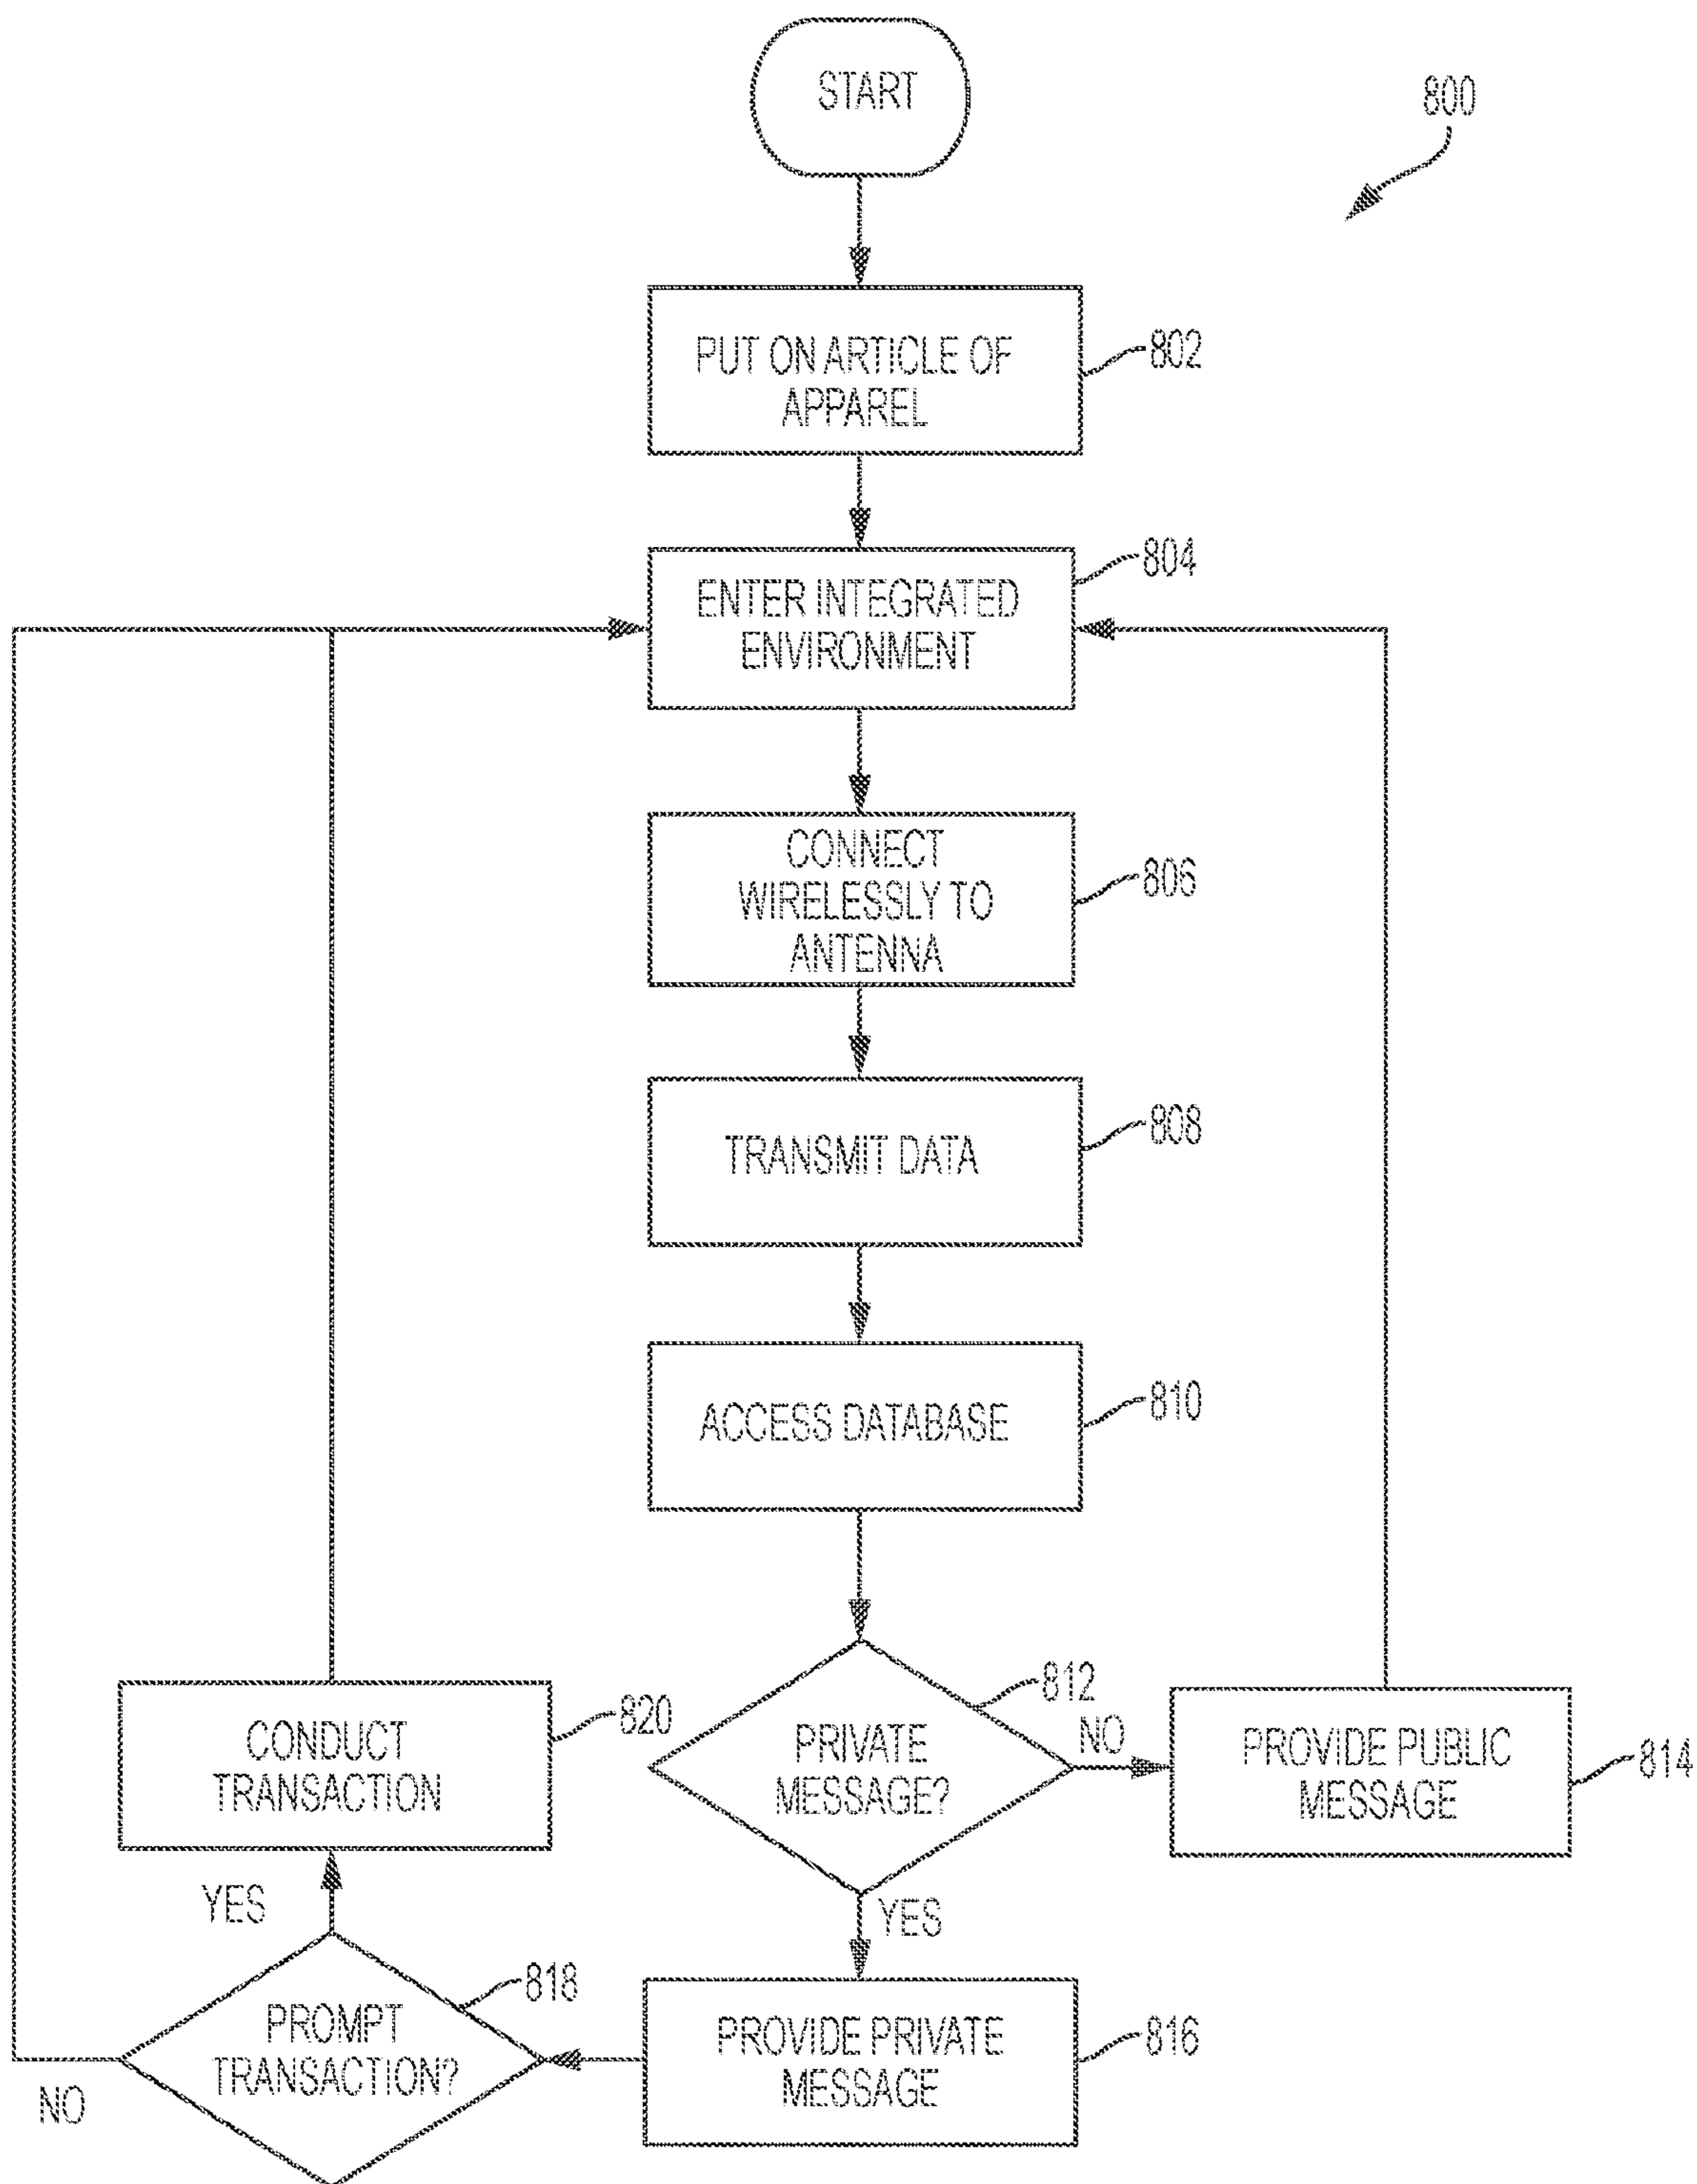 START
800
PUT ON ARTICLE OF
APPAREL
802
804
ENTER INTEGRATED
ENVIRONMENT
CONNECT
WIRELESSLY TO
ANTENNA
806
TRANSMIT DATA
808
ACCESS DATABASE
810
812
PRIVATE
MESSAGE?
NO
PROVIDE PUBLIC
MESSAGE
814
YES
PROVIDE PRIVATE
MESSAGE
816
818
PROMPT
TRANSACTION?
NO
YES
CONDUCT
TRANSACTION
820